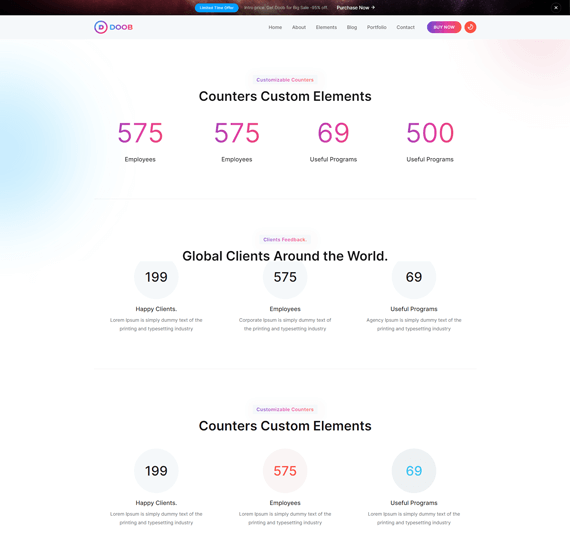 Limited Time Offer
Get Doob for Big Sale -95% off.
Purchase Now →
DOOB
Home
About
Elements
Blog
Portfolio
Contact
BUY NOW
Customizable Counters
Counters Custom Elements
575
575
69
500
Employees
Employees
Useful Programs
Useful Programs
Clients Feedback.
Global Clients Around the World.
199
575
69
Happy Clients.
Employees
Useful Programs
Lorem Ipsum is simply dummy text of the
printing and typesetting industry
Corporate Ipsum is simply dummy text of
the printing and typesetting industry
Agency Ipsum is simply dummy text of the
printing and typesetting industry
Customizable Counters
Counters Custom Elements
199
575
69
Happy Clients.
Employees
Useful Programs
Lorem Ipsum is simply dummy text of the
printing and typesetting industry
Lorem Ipsum is simply dummy text of the
printing and typesetting industry
Lorem Ipsum is simply dummy text of the
printing and typesetting industry